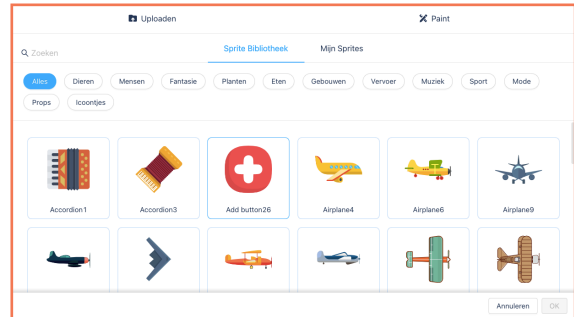 Uploaden Paint
Zoeken Sprite Bibliotheek Mijn Sprites
Alles Dieren Mensen Fantasie Planten Eten Gebouwen Vervoer Muziek Sport Mode
Props Icoontjes
Accordion1 Accordion3 Add button26 Airplane4 Airplane6 Airplane9
Annuleren OK